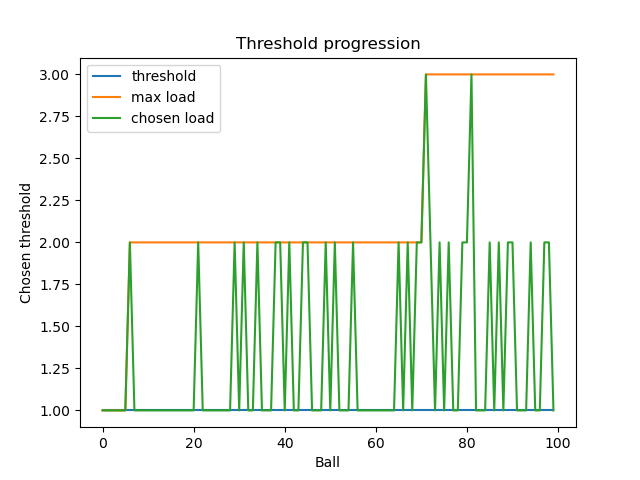 Threshold progression
threshold
max load
chosen load
3.00
2.75
2.50
2.25
2.00
1.75
1.50
1.25
1.00
Chosen threshold
0 20 40 60 80 100
Ball